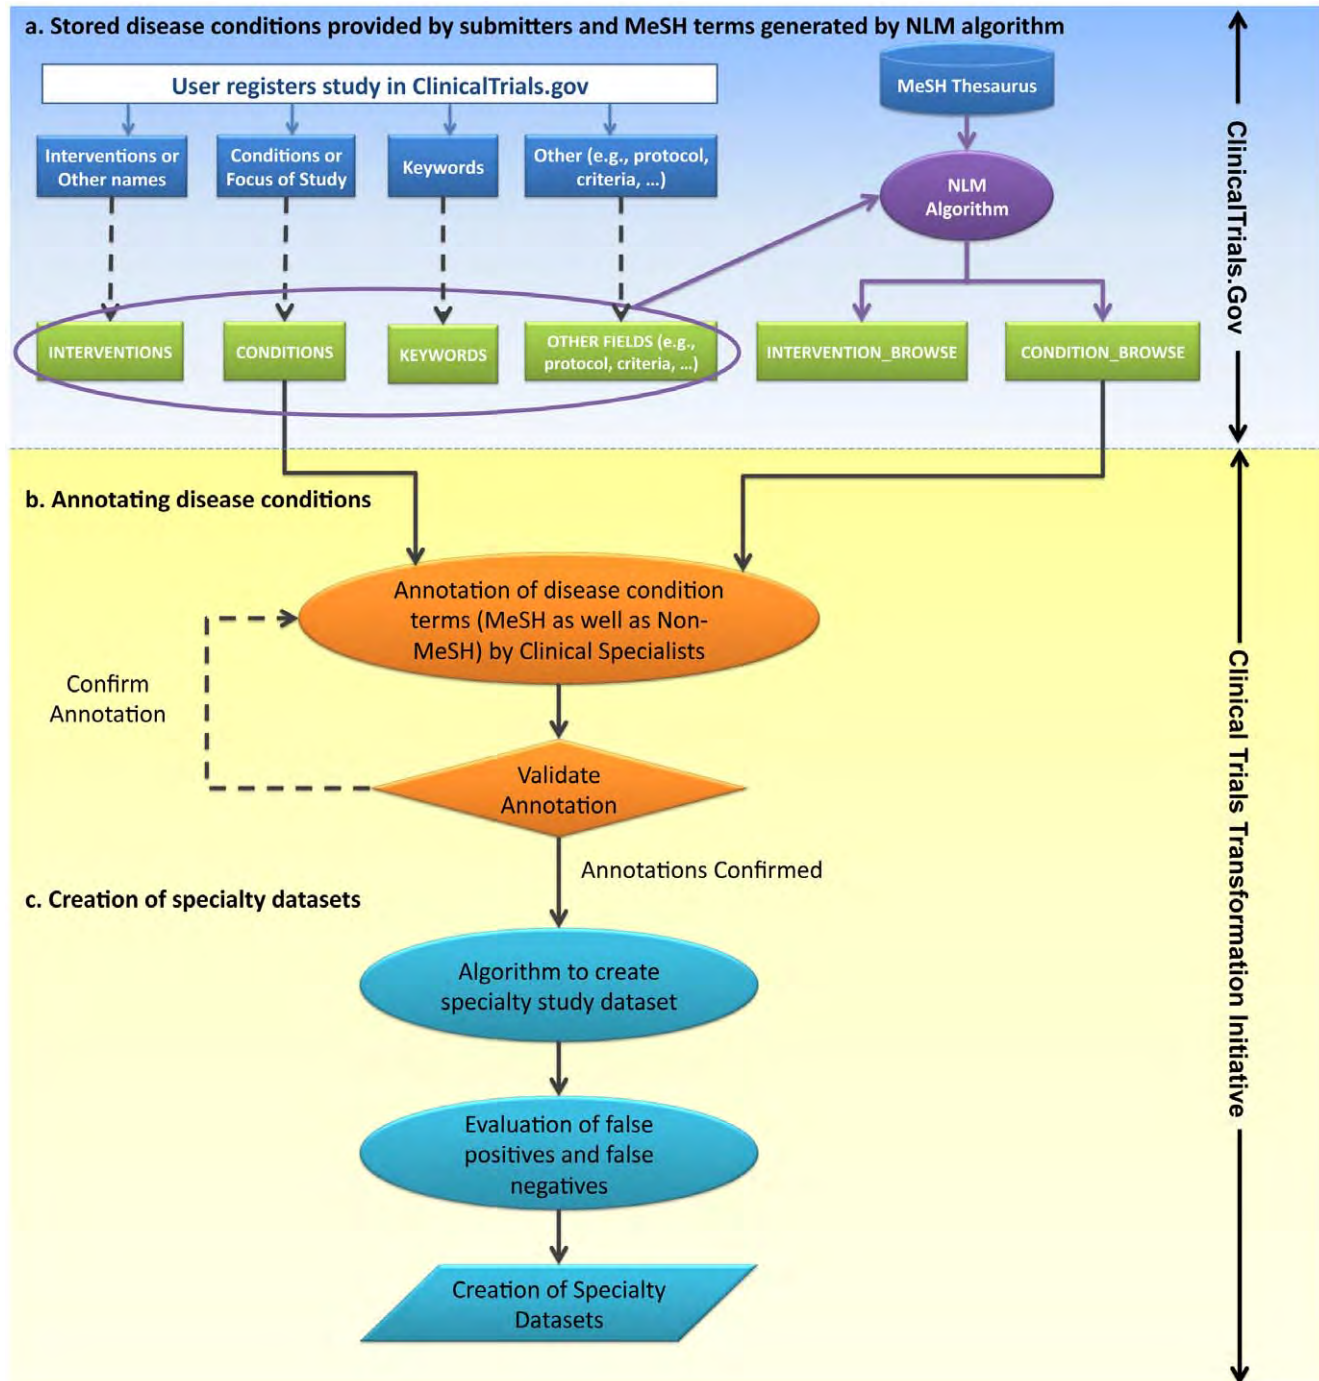 a. Stored disease conditions provided by submitters and MeSH terms generated by NLM algorithm
User registers study in ClinicalTrials.gov
MeSH Thesaurus
Interventions or
Other names
Conditions or
Focus of Study
Keywords
Other (e.g., protocol,
criteria, ...)
NLM
Algorithm
INTERVENTIONS
CONDITIONS
KEYWORDS
OTHER FIELDS (e.g.,
protocol, criteria, ...)
INTERVENTION_BROWSE
CONDITION_BROWSE
ClinicalTrials.Gov
b. Annotating disease conditions
Annotation of disease condition
terms (MeSH as well as Non-
MeSH) by Clinical Specialists
Confirm
Annotation
Validate
Annotation
Annotations Confirmed
c. Creation of specialty datasets
Algorithm to create
specialty study dataset
Evaluation of false
positives and false
negatives
Creation of Specialty
Datasets
Clinical Trials Transformation Initiative